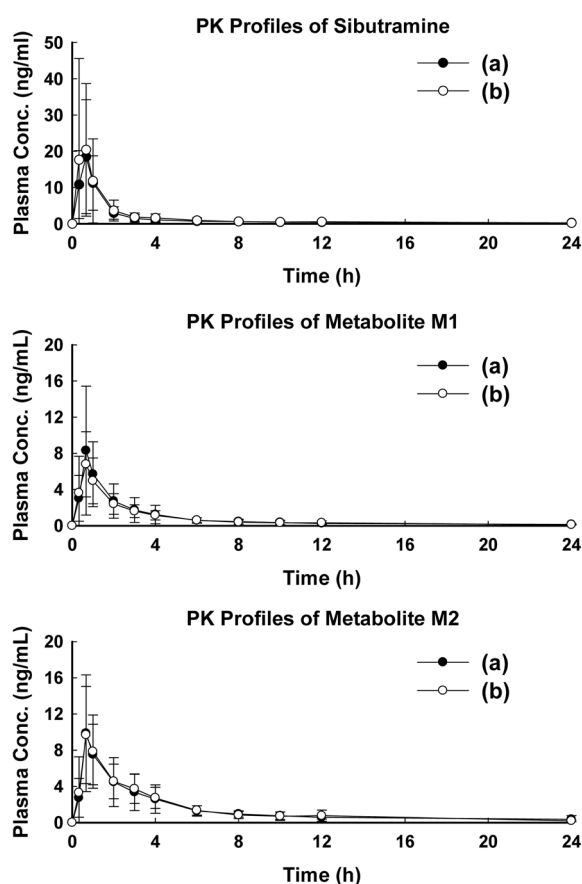 PK Profiles of Sibutramine
Plasma Conc. (ng/ml)
50
40
30
20
10
0
(a)
(b)
0 4 8 12 16 20 24
Time (h)
PK Profiles of Metabolite M1
Plasma Conc. (ng/mL)
20
16
12
8
4
0
(a)
(b)
0 4 8 12 16 20 24
Time (h)
PK Profiles of Metabolite M2
Plasma Conc. (ng/mL)
20
16
12
8
4
0
(a)
(b)
0 4 8 12 16 20 24
Time (h)